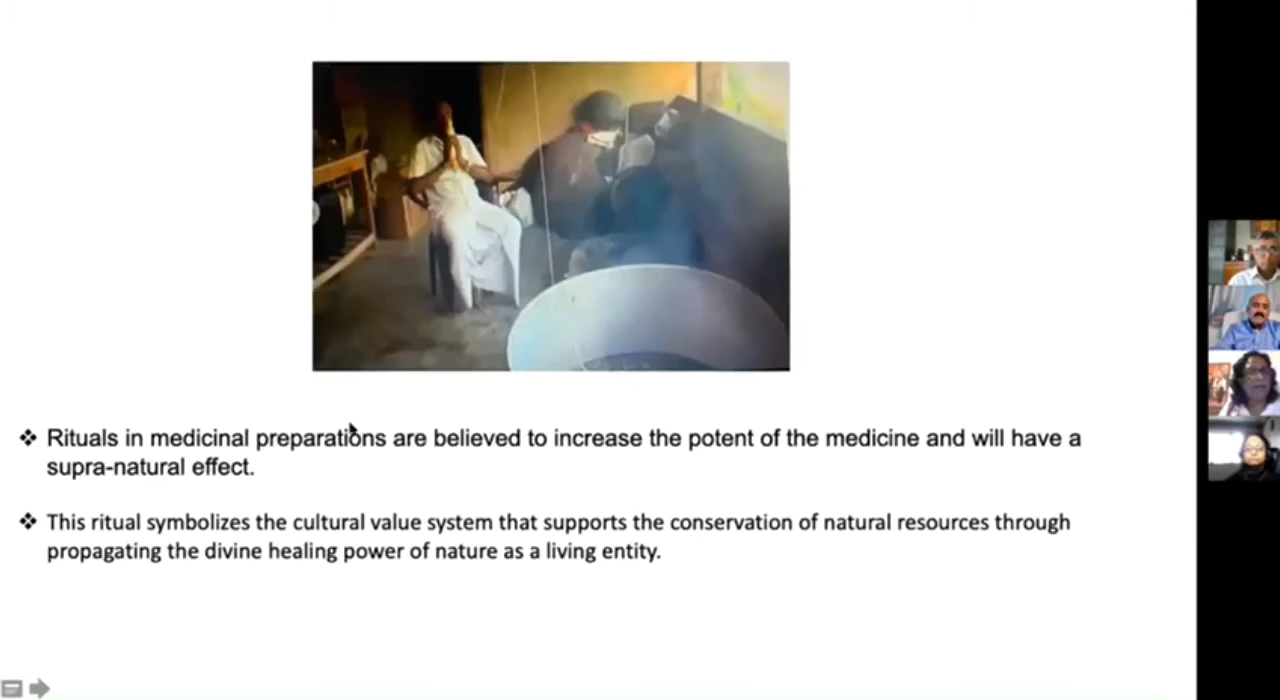 ❖ Rituals in medicinal preparations are believed to increase the potent of the medicine and will have a
supra-natural effect.
❖ This ritual symbolizes the cultural value system that supports the conservation of natural resources through
propagating the divine healing power of nature as a living entity.